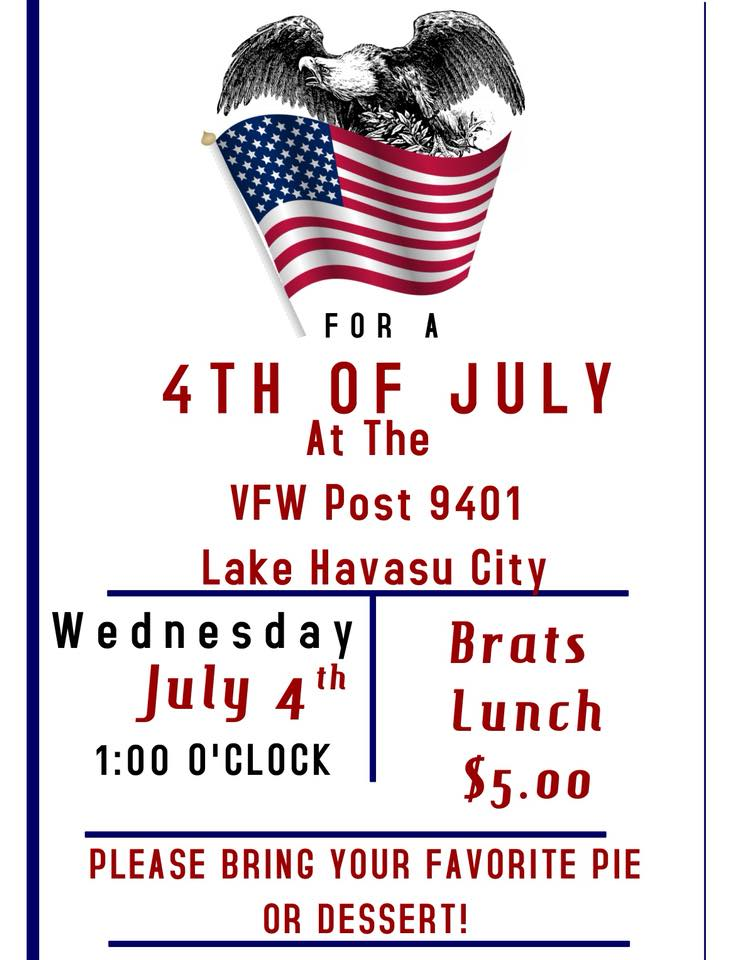 FOR A
4TH OF JULY
At The
VFW Post 9401
Lake Havasu City
Wednesday
July 4th
1:00 O'CLOCK
Brats
Lunch
$5.00
PLEASE BRING YOUR FAVORITE PIE
OR DESSERT!